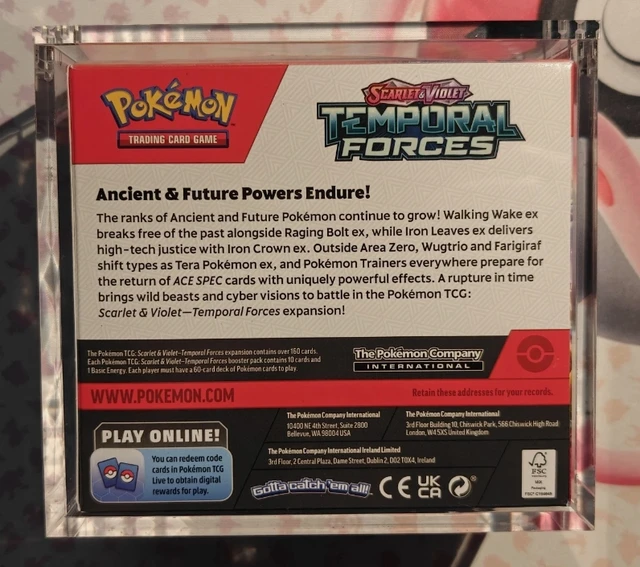 POKéMON
TRADING CARD GAME
SCARLET & VIOLET
TEMPORAL
FORCES
Ancient & Future Powers Endure!
The ranks of Ancient and Future Pokémon continue to grow! Walking Wake ex
breaks free of the past alongside Raging Bolt ex, while Iron Leaves ex delivers
high-tech justice with Iron Crown ex. Outside Area Zero, Wugtrio and Farigiraf
shift types as Tera Pokémon ex, and Pokémon Trainers everywhere prepare for
the return of ACE SPEC cards with uniquely powerful effects. A rupture in time
brings wild beasts and cyber visions to battle in the Pokémon TCG:
Scarlet & Violet—Temporal Forces expansion!
The Pokémon TCG: Scarlet & Violet—Temporal Forces expansion contains over 160 cards.
Each Pokémon TCG: Scarlet & Violet—Temporal Forces booster pack contains 10 cards and
1 Basic Energy. Each player must have a 60-card deck of Pokémon cards to play.
The Pokémon Company
INTERNATIONAL
WWW.POKEMON.COM
Retain these addresses for your records.
PLAY ONLINE!
You can redeem code
cards in Pokémon TCG
Live to obtain digital
rewards for play.
The Pokémon Company International
10400 NE 4th Street, Suite 2800
Bellevue, WA 98004 USA
The Pokémon Company International
3rd Floor Building 10, Chiswick Park, 566 Chiswick High Road
London, W4 5XS United Kingdom
The Pokémon Company International Ireland Limited
3rd Floor, 2 Central Plaza, Dame Street, Dublin 2, D02 T0X4, Ireland
Gotta catch 'em all!
CE
UK
CA
FSC
MIX
Packaging